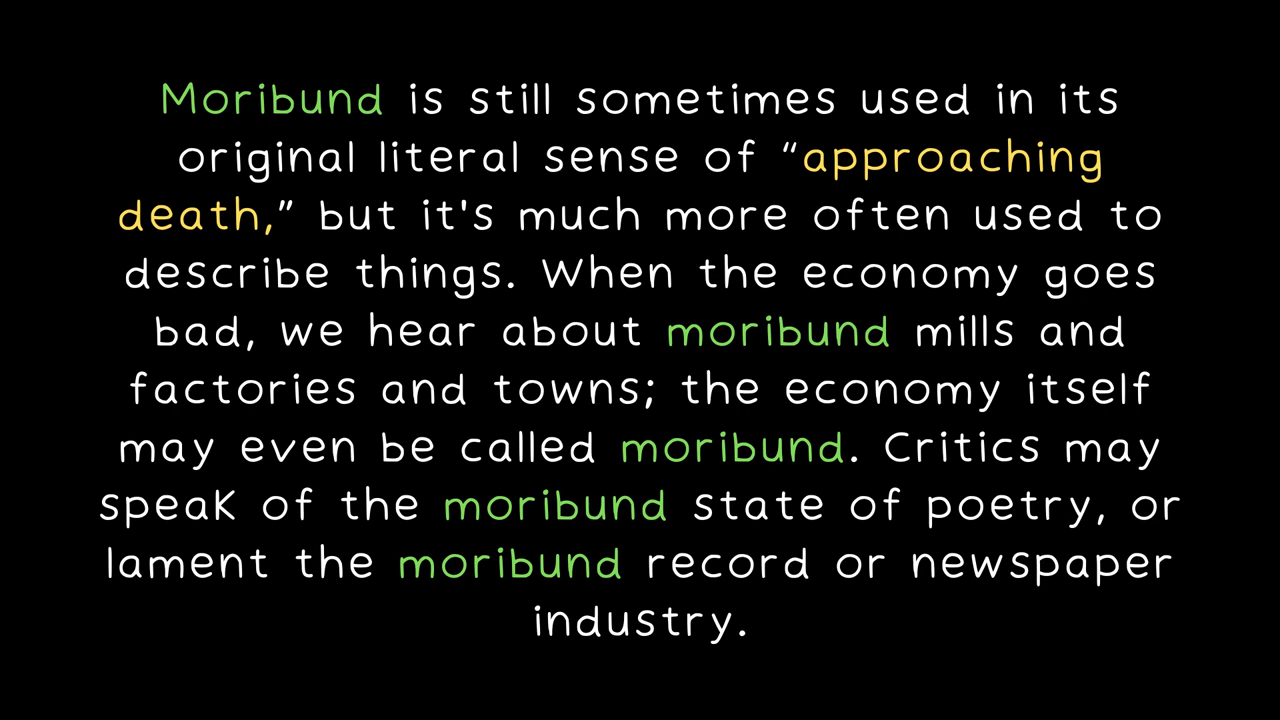 Moribund is still sometimes used in its
original literal sense of “approaching
death,” but it's much more often used to
describe things. When the economy goes
bad, we hear about moribund mills and
factories and towns; the economy itself
may even be called moribund. Critics may
speak of the moribund state of poetry, or
lament the moribund record or newspaper
industry.